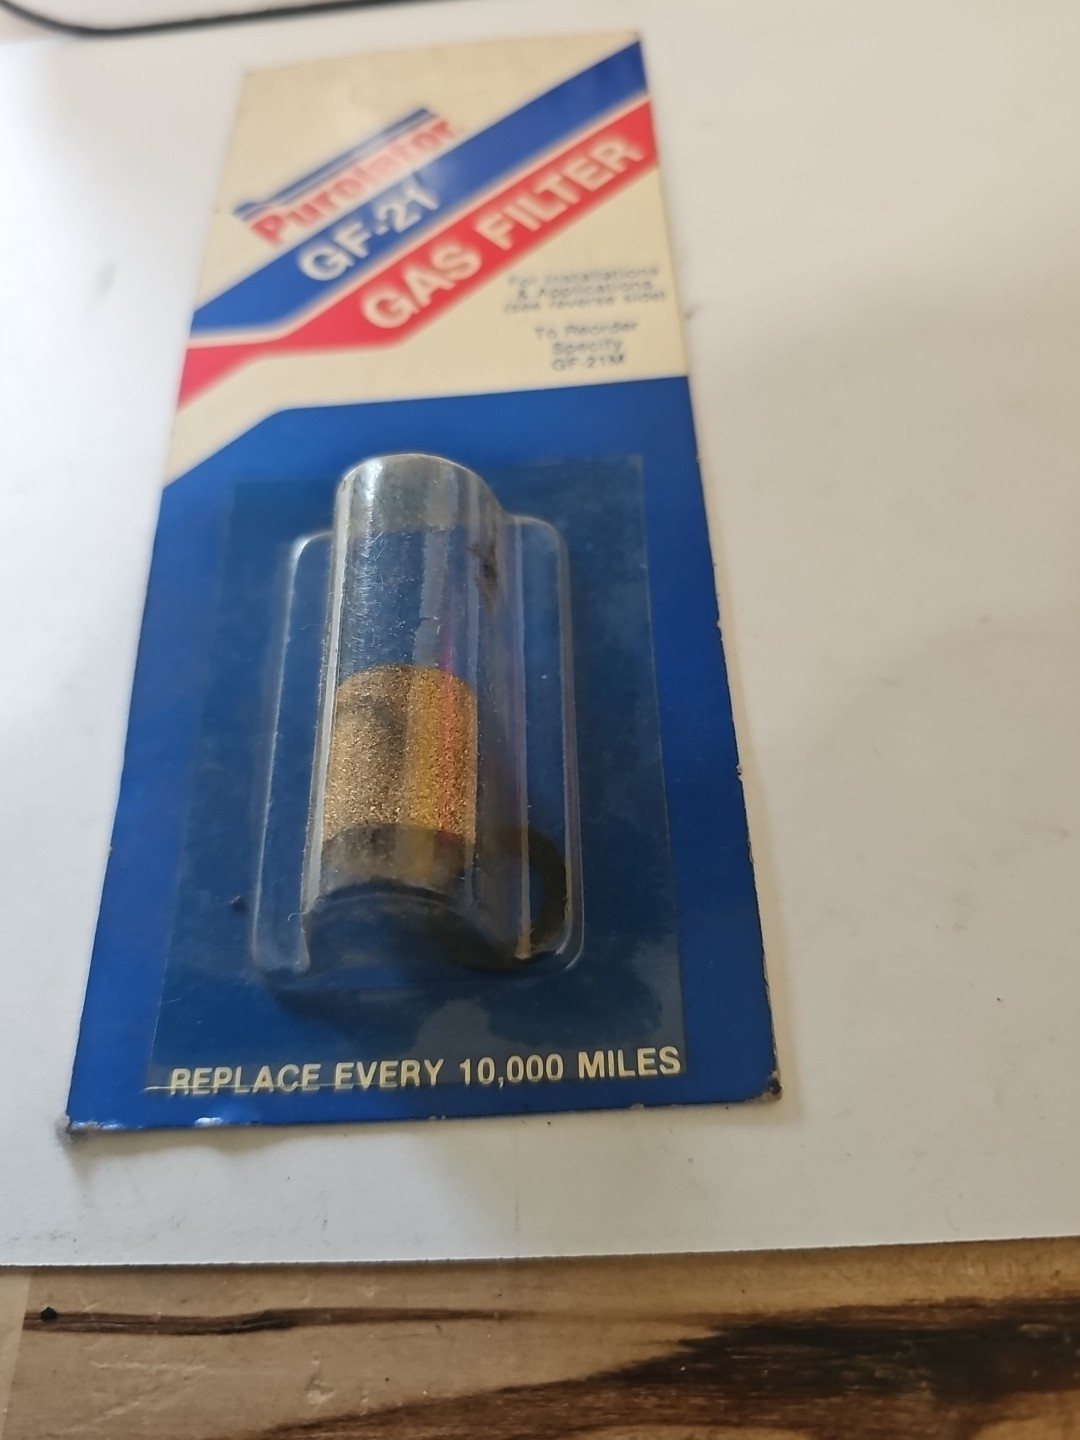 Purolator
GF-21
GAS FILTER
For Installations
& Applications
(see reverse side)
To Reorder
Specify
GF-21M
REPLACE EVERY 10,000 MILES